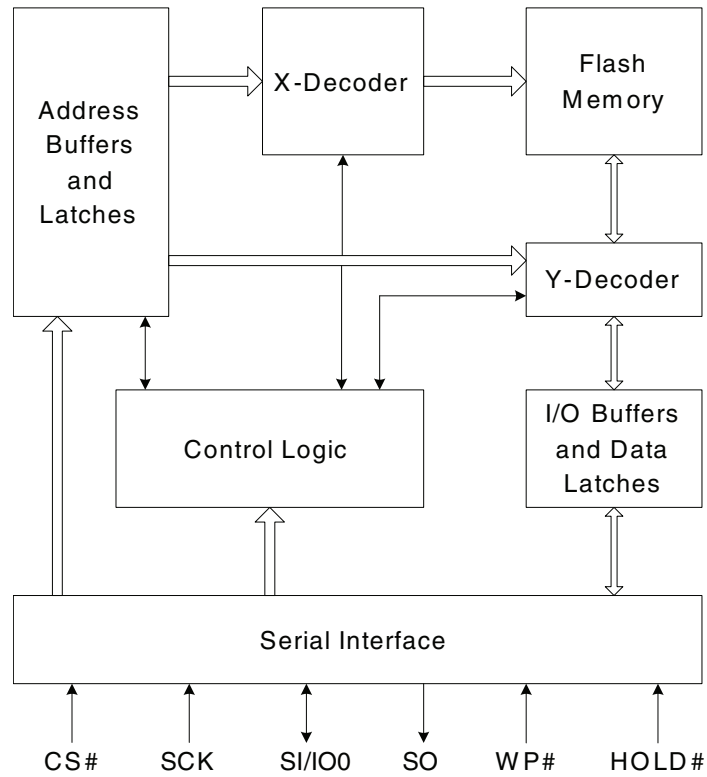 Address
Buffers
and
Latches
X-Decoder
Flash
Memory
Y-Decoder
Control Logic
I/O Buffers
and Data
Latches
Serial Interface
CS#
SCK
SI/IO0
SO
WP#
HOLD#